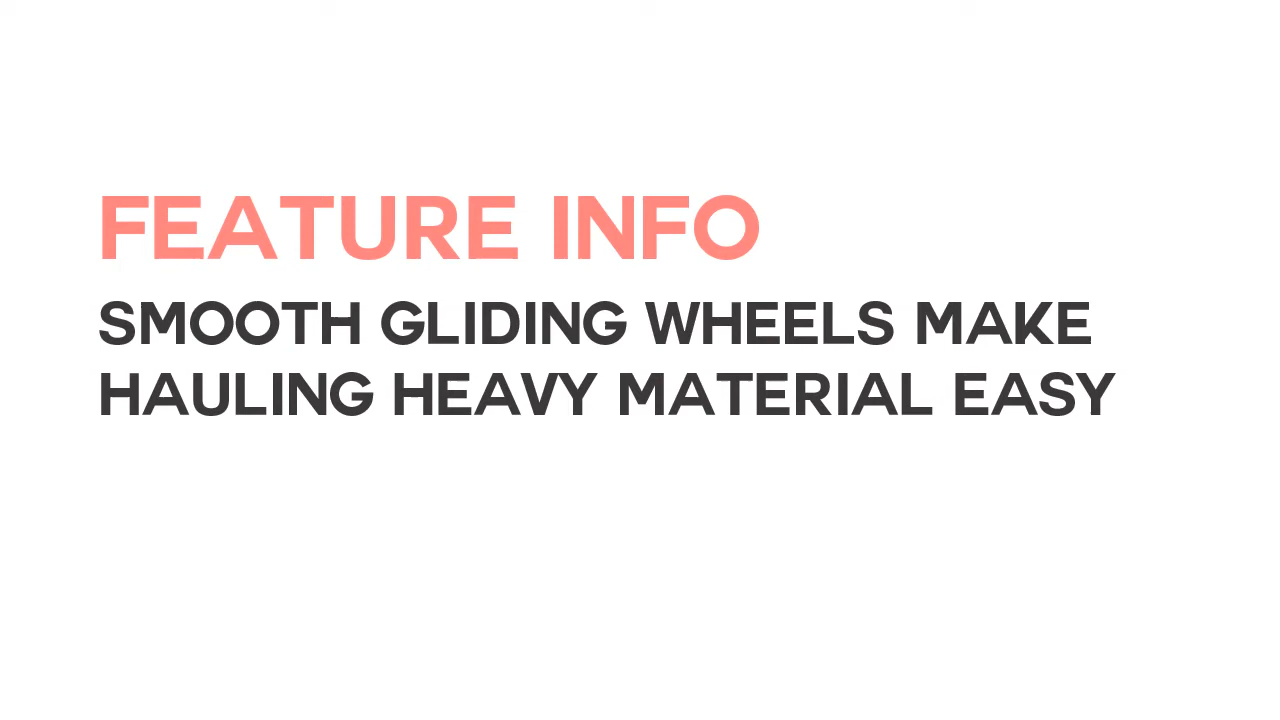 FEATURE INFO
SMOOTH GLIDING WHEELS MAKE
HAULING HEAVY MATERIAL EASY